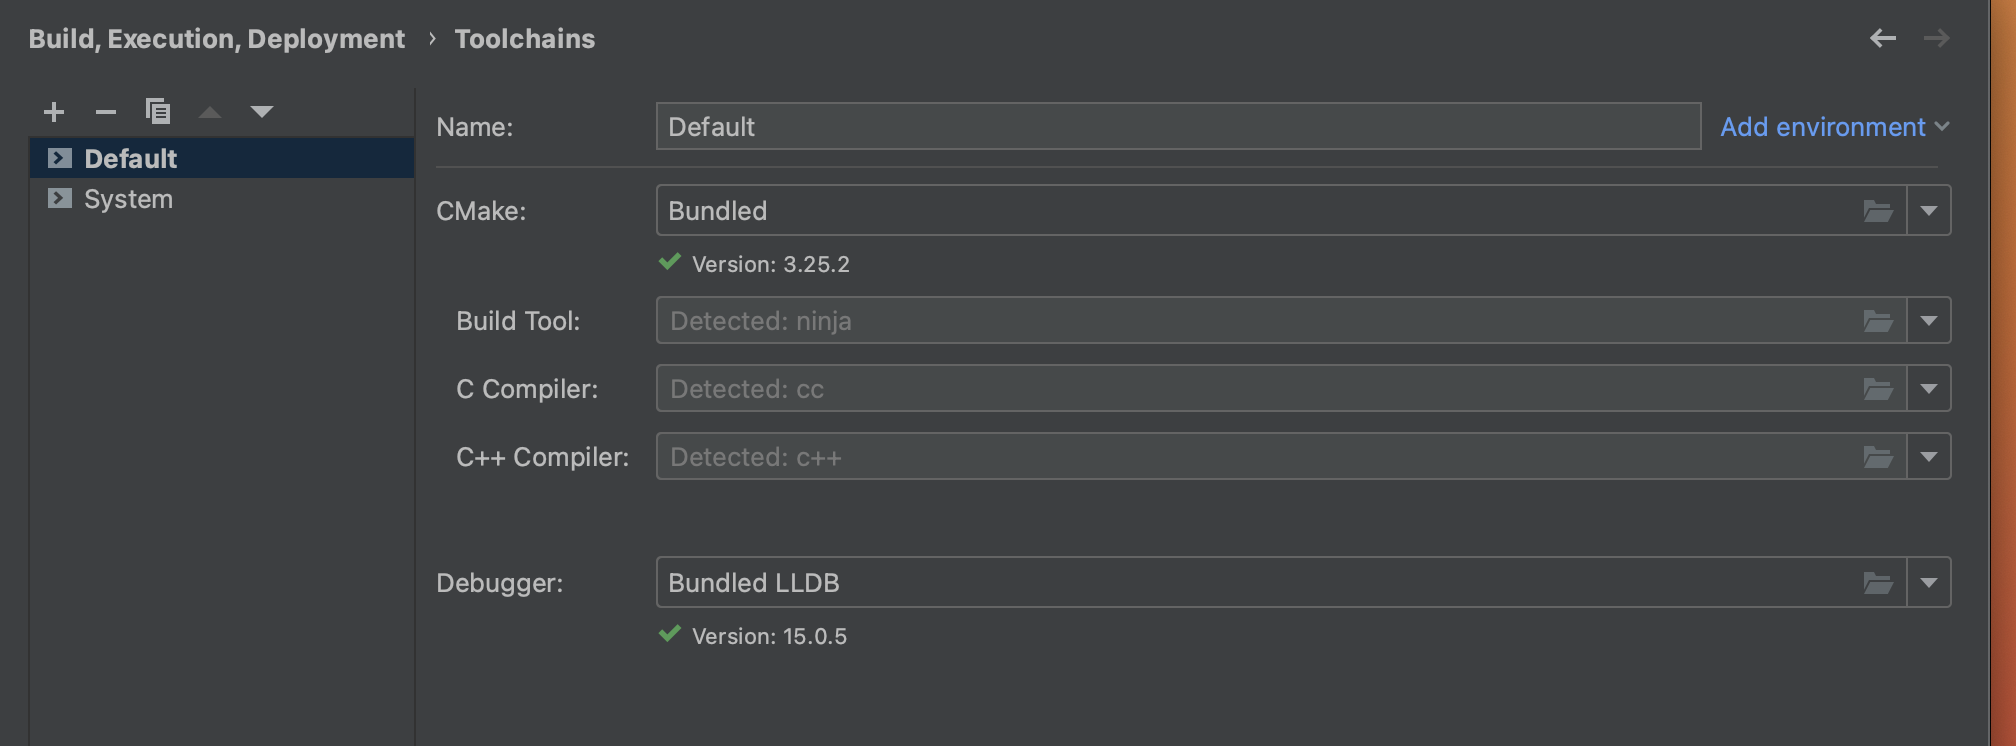 Build, Execution, Deployment › Toolchains
Default
System
Name: Default Add environment
CMake: Bundled
Version: 3.25.2
Build Tool: Detected: ninja
C Compiler: Detected: cc
C++ Compiler: Detected: c++
Debugger: Bundled LLDB
Version: 15.0.5